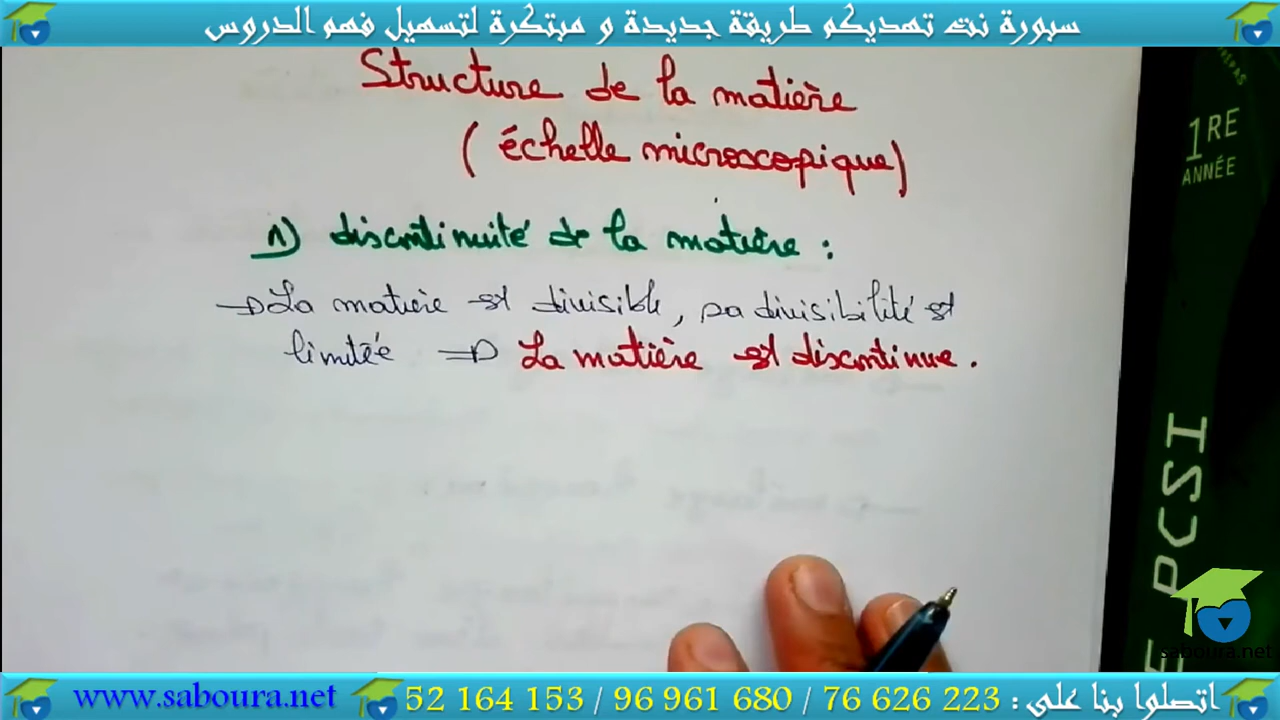 سبورة نت تهديكم طريقة جديدة و مبتكرة لتسهيل فهم الدروس
Structure de la matière
(échelle microscopique)
1) discontinuité de la matière :
→ La matière est divisible, sa divisibilité est
limitée ⇒ La matière est discontinue.
PREPAS
1RE
ANNÉE
PCSI
saboura.net
www.saboura.net
اتصلوا بنا على : 52 164 153 / 96 961 680 / 76 626 223